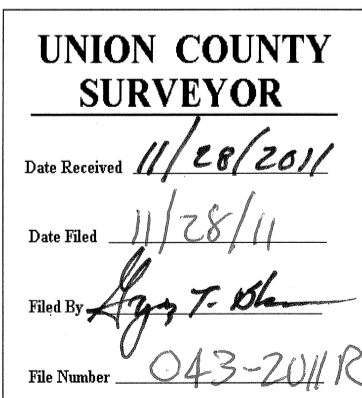 UNION COUNTY
SURVEYOR
Date Received 11/28/2011
Date Filed 11/28/11
Filed By
File Number 043-2011R